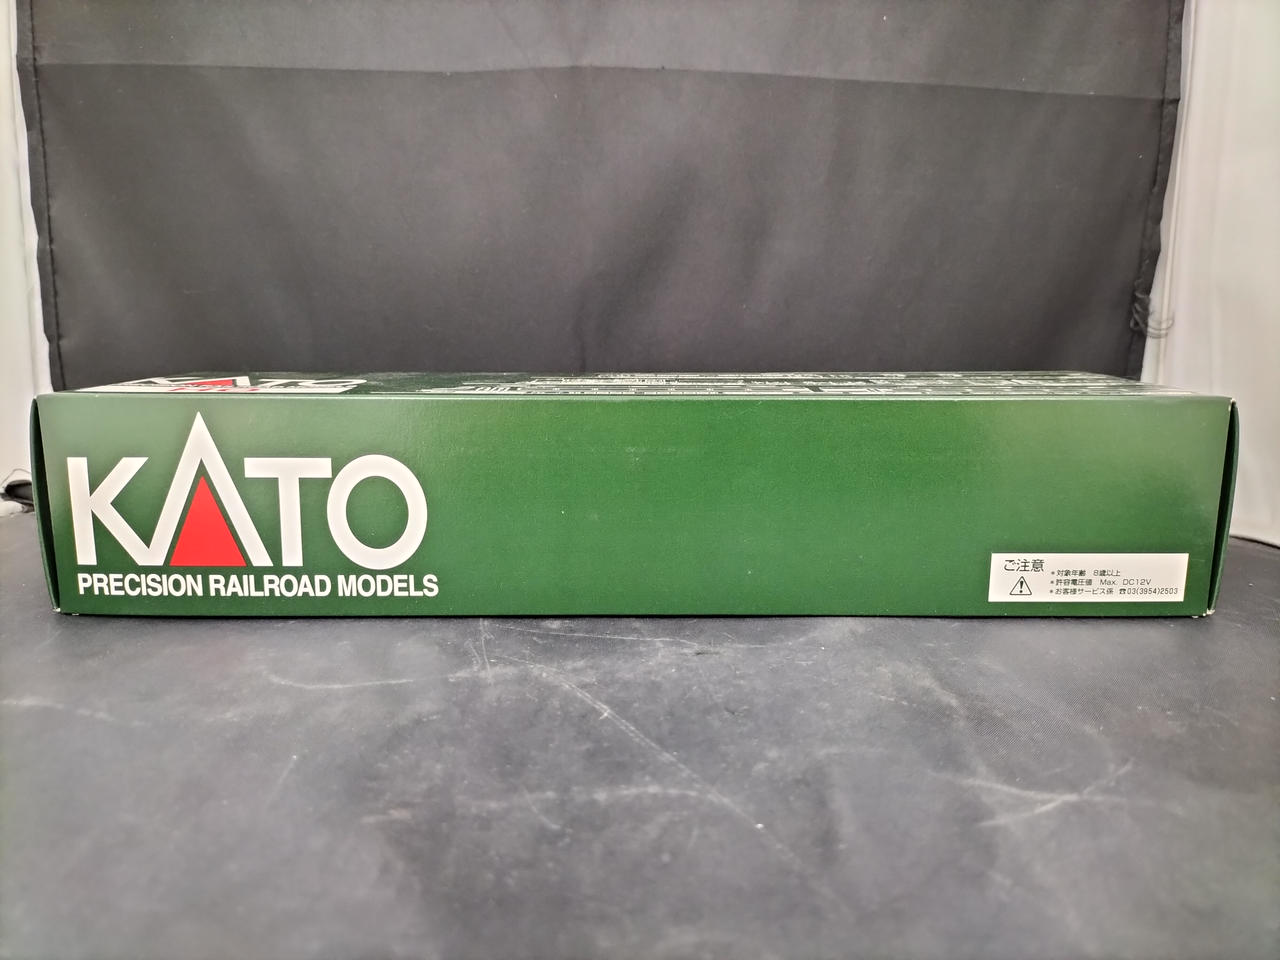 KATO
KATO
PRECISION RAILROAD MODELS
ご注意
*対象年齢 8歳以上
*許容電圧値 Max. DC12V
*お客様サービス係 ☎03(3954)2503